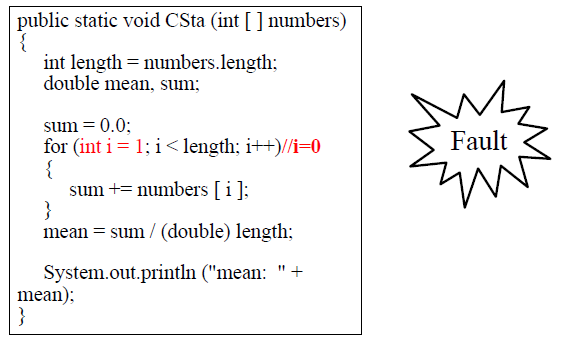 public static void CSta (int [ ] numbers)
{
int length = numbers.length;
double mean, sum;
sum = 0.0;
for (int i = 1; i < length; i++)//i=0
{
sum += numbers [ i ];
}
mean = sum / (double) length;
System.out.println ("mean:  " +
mean);
}
Fault